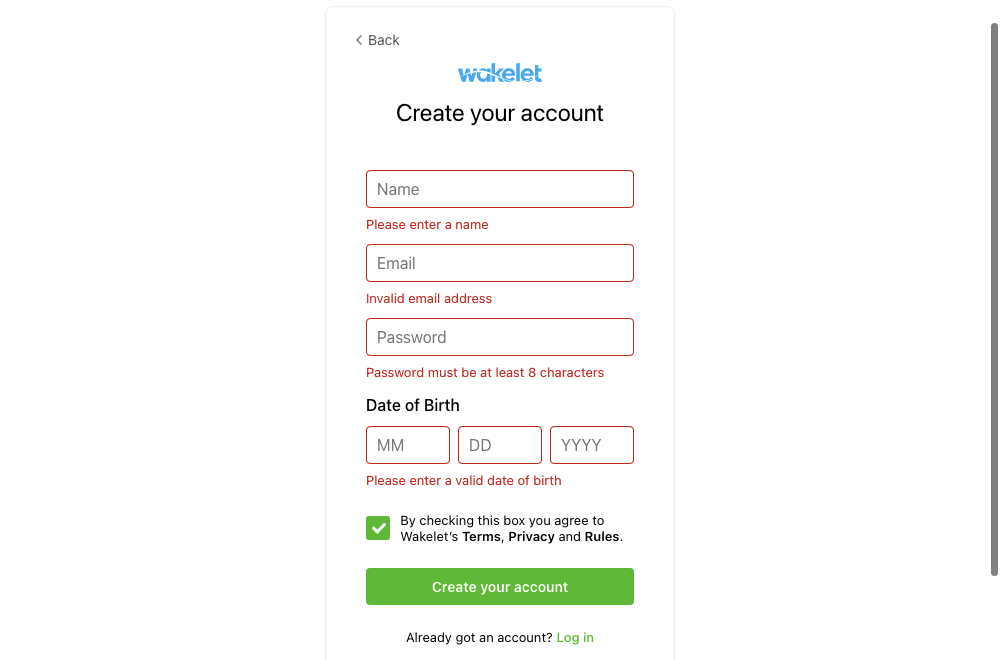 Back
wakelet
Create your account
Name
Please enter a name
Email
Invalid email address
Password
Password must be at least 8 characters
Date of Birth
MM DD YYYY
Please enter a valid date of birth
By checking this box you agree to
Wakelet's Terms, Privacy and Rules.
Create your account
Already got an account? Log in